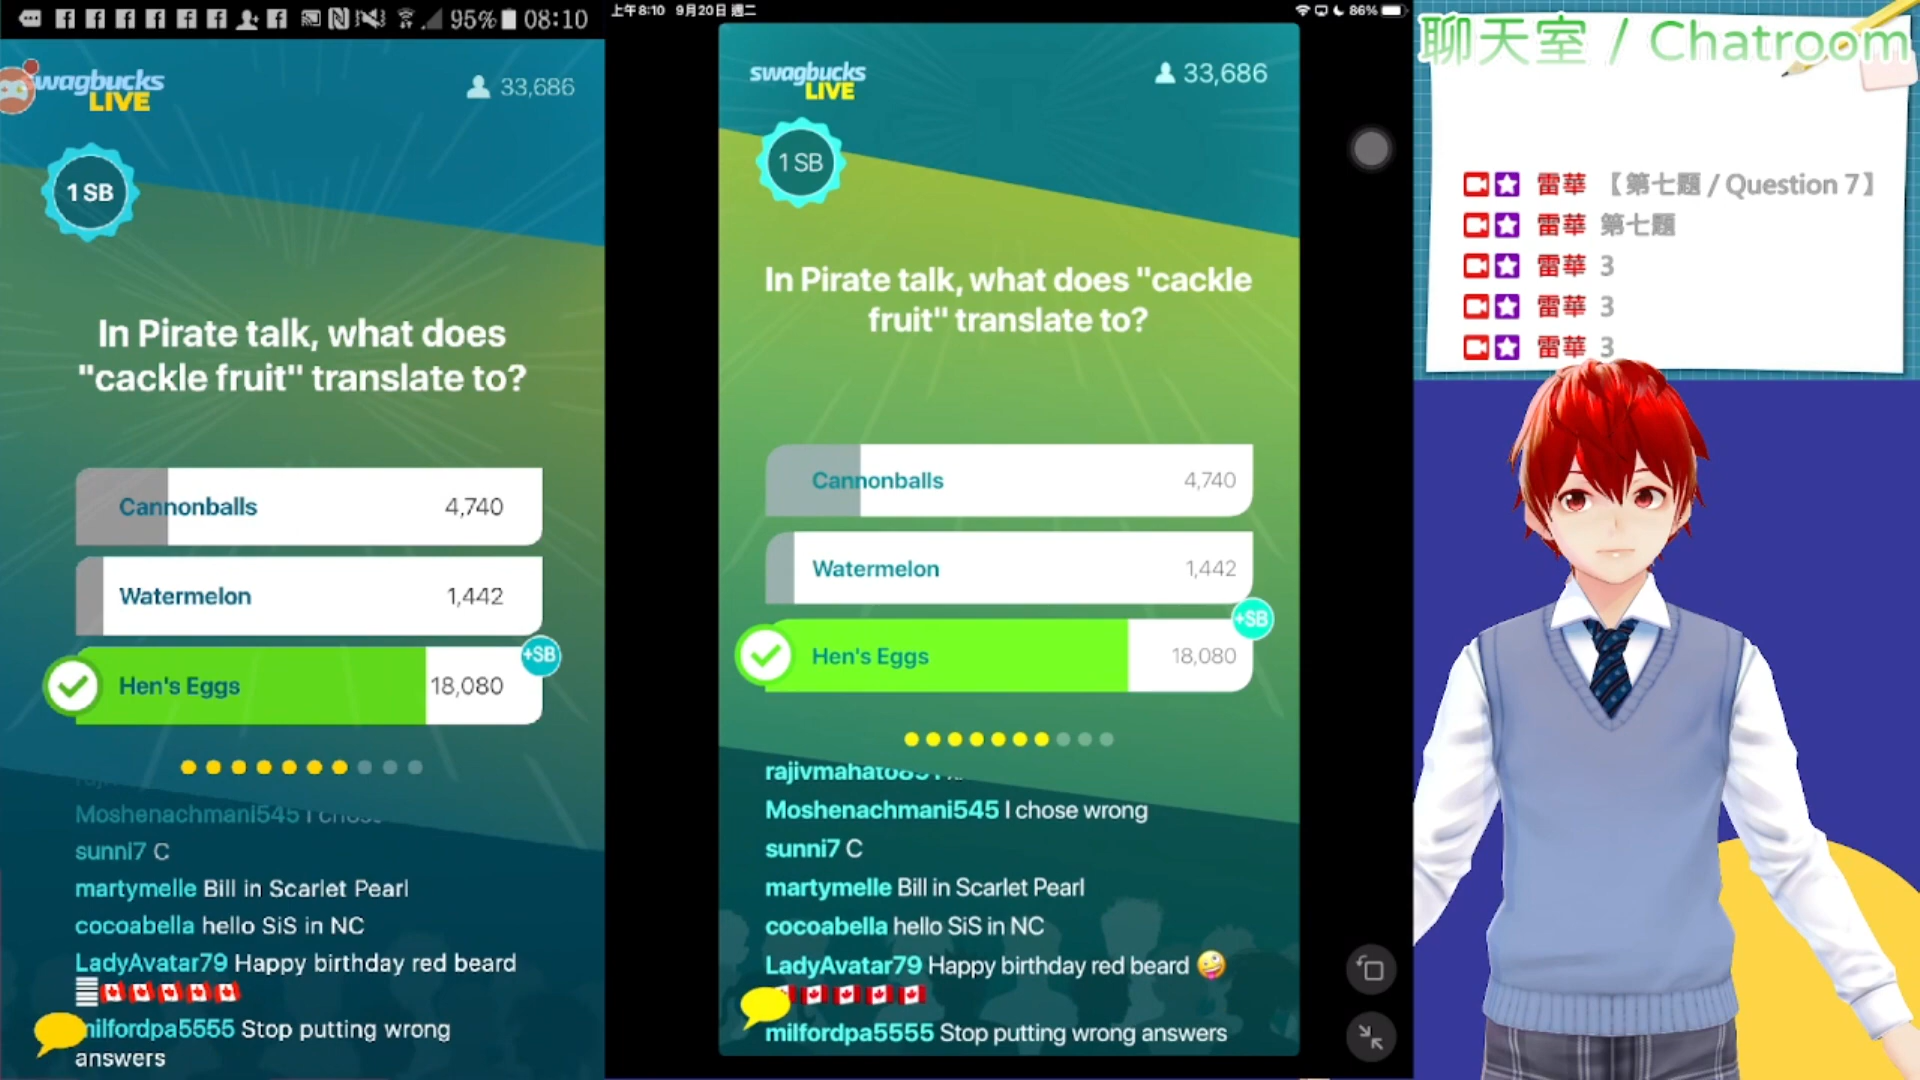 95% 08:10
swagbucks
LIVE
33,686
1 SB
In Pirate talk, what does
"cackle fruit" translate to?
Cannonballs 4,740
Watermelon 1,442
+SB
Hen's Eggs 18,080
Moshenachmani545 I chose
sunni7 C
martymelle Bill in Scarlet Pearl
cocoabella hello SiS in NC
LadyAvatar79 Happy birthday red beard
milfordpa5555 Stop putting wrong
answers
上午8:10 9月20日 週二
86%
swagbucks
LIVE
33,686
1 SB
In Pirate talk, what does "cackle
fruit" translate to?
Cannonballs 4,740
Watermelon 1,442
+SB
Hen's Eggs 18,080
Moshenachmani545 I chose wrong
sunni7 C
martymelle Bill in Scarlet Pearl
cocoabella hello SiS in NC
LadyAvatar79 Happy birthday red beard
milfordpa5555 Stop putting wrong answers
聊天室 / Chatroom
雷華 【第七題 / Question 7】
雷華 第七題
雷華 3
雷華 3
雷華 3